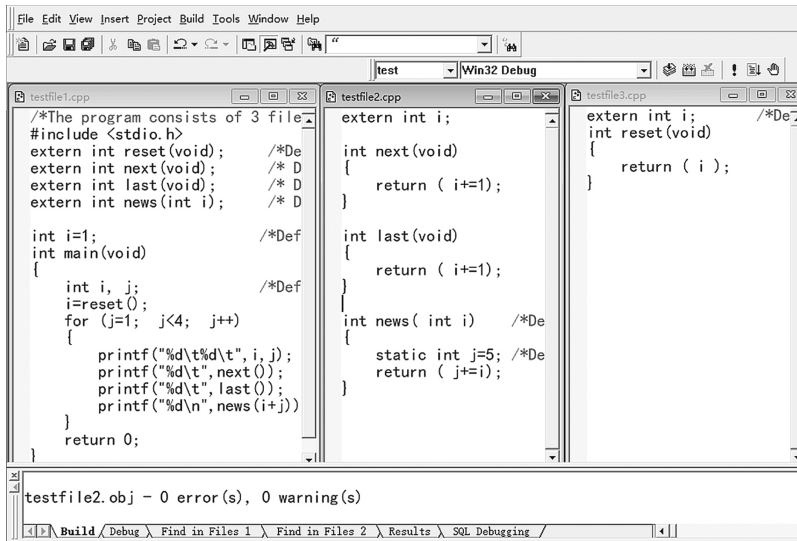 File Edit View Insert Project Build Tools Window Help
“
test Win32 Debug
testfile1.cpp
/*The program consists of 3 file
#include <stdio.h>
extern int reset(void); /*De
extern int next(void); /* D
extern int last(void); /* D
extern int news(int i); /* D
int i=1; /*Def
int main(void)
{
int i, j; /*Def
i=reset();
for (j=1; j<4; j++)
{
printf("%d\t%d\t",i,j);
printf("%d\t",next());
printf("%d\t",last());
printf("%d\n",news(i+j))
}
return 0;
}
testfile2.cpp
extern int i;
int next(void)
{
return ( i+=1);
}
int last(void)
{
return ( i+=1);
}
int news( int i) /*De
{
static int j=5; /*De
return ( j+=i);
}
testfile3.cpp
extern int i; /*De
int reset(void)
{
return ( i );
}
testfile2.obj - 0 error(s), 0 warning(s)
Build Debug Find in Files 1 Find in Files 2 Results SQL Debugging